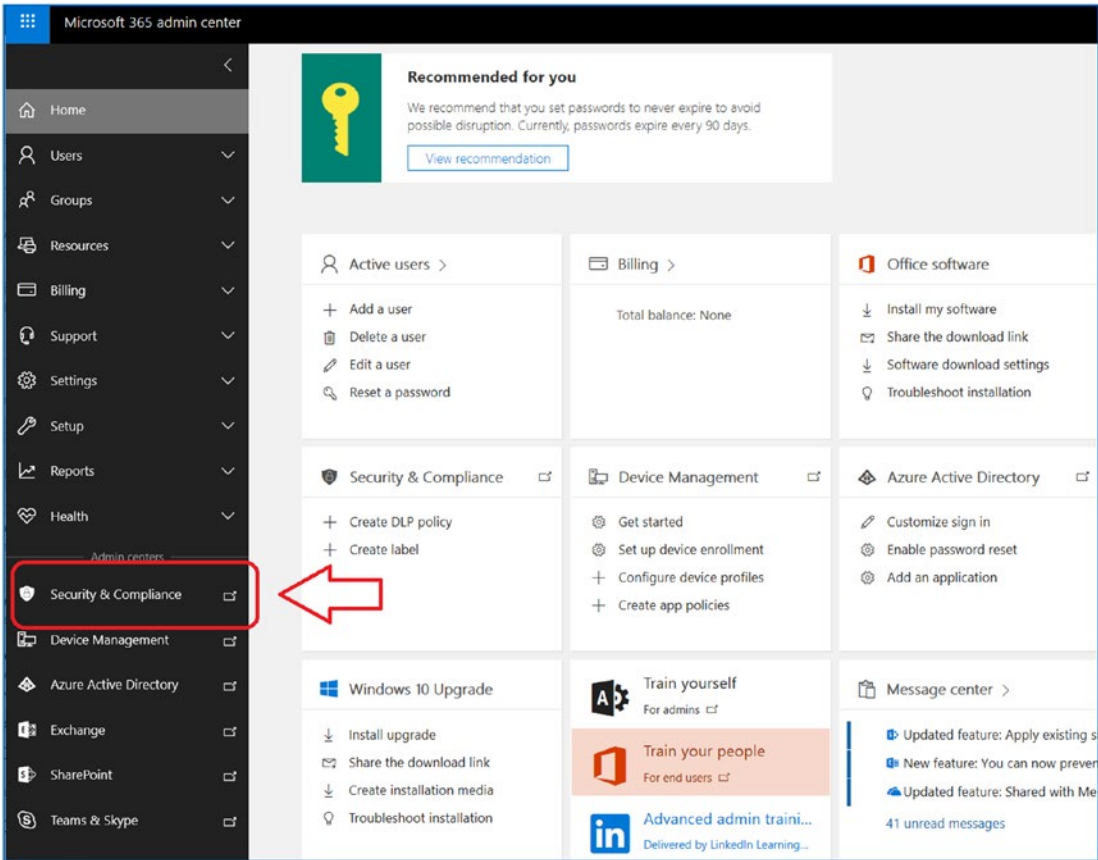 Microsoft 365 admin center
Home
Users
Groups
Resources
Billing
Support
Settings
Setup
Reports
Health
Admin centers
Security & Compliance
Device Management
Azure Active Directory
Exchange
SharePoint
Teams & Skype
Recommended for you
We recommend that you set passwords to never expire to avoid
possible disruption. Currently, passwords expire every 90 days.
View recommendation
Active users
Add a user
Delete a user
Edit a user
Reset a password
Billing
Total balance: None
Office software
Install my software
Share the download link
Software download settings
Troubleshoot installation
Security & Compliance
Create DLP policy
Create label
Device Management
Get started
Set up device enrollment
Configure device profiles
Create app policies
Azure Active Directory
Customize sign in
Enable password reset
Add an application
Windows 10 Upgrade
Install upgrade
Share the download link
Create installation media
Troubleshoot installation
Train yourself
For admins
Train your people
For end users
Advanced admin traini...
Delivered by LinkedIn Learning...
Message center
Updated feature: Apply existing s
New feature: You can now preven
Updated feature: Shared with Me
41 unread messages